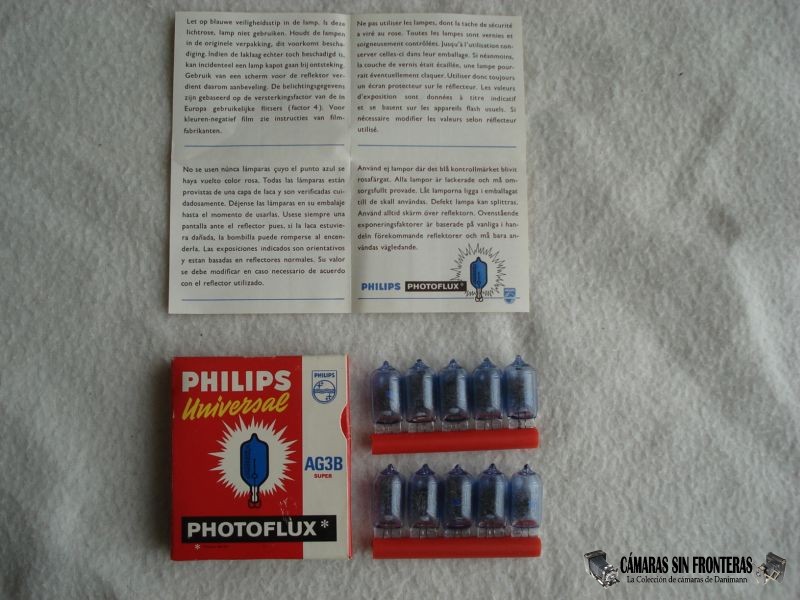 Let op blauwe veiligheidsstip in de lamp. Is deze
lichtrose, lamp niet gebruiken. Houdt de lampen
in de originele verpakking, dit voorkomt bescha-
diging. Indien de laklaag echter toch beschadigd is,
kan incidenteel een lamp kapot gaan bij ontsteking.
Gebruik van een scherm voor de reflektor ver-
dient daarom aanbeveling. De belichtingsgegevens
zijn gebaseerd op de versterkingsfactor van de in
Europa gebruikelijke flitsers (factor 4). Voor
kleuren-negatief film zie instructies van film-
fabrikanten.
Ne pas utiliser les lampes, dont la tache de sécurité
a viré au rose. Toutes les lampes sont vernies et
soigneusement contrôlées. Jusqu'à l'utilisation con-
server celles-ci dans leur emballage. Si néanmoins,
la couche de vernis était écaillée, une lampe pour-
rait éventuellement claquer. Utiliser donc toujours
un écran protecteur sur le réflecteur. Les valeurs
d'exposition sont données à titre indicatif
et se basent sur les appareils flash usuels. Si
nécessaire modifier les valeurs selon réflecteur
utilisé.
No se usen núnca lámparas çuyo el punto azul se
haya vuelto color rosa. Todas las lámparas están
provistas de una capa de laca y son verificadas cui-
dadosamente. Déjense las lámparas en su embalaje
hasta el momento de usarlas. Usese siempre una
pantalla ante el reflector pues, si la laca estuvie-
ra dañada, la bombilla puede romperse al encen-
derla. Las exposiciones indicados son orientativos
y estan basadas en reflectores normales. Su valor
se debe modificar en caso necesario de acuerdo
con el reflector utilizado.
Använd ej lampor där det blå kontrollmärket blivit
rosafärgat. Alla lampor är lackerade och må om-
sorgsfullt provade. Låt lamporna ligga i emballaget
till de skall användas. Defekt lampa kan splittras.
Använd alltid skärm över reflektorn. Ovenstående
exponeringsfaktorer är baserade på vanliga i han-
deln förekommande reflektorer och må bara an-
vändas vägledande.
PHILIPS PHOTOFLUX*
PHILIPS
Universal
PHILIPS
AG3B
SUPER
PHOTOFLUX*
*
CÁMARAS SIN FRONTERAS
La Colección de cámaras de Danimann